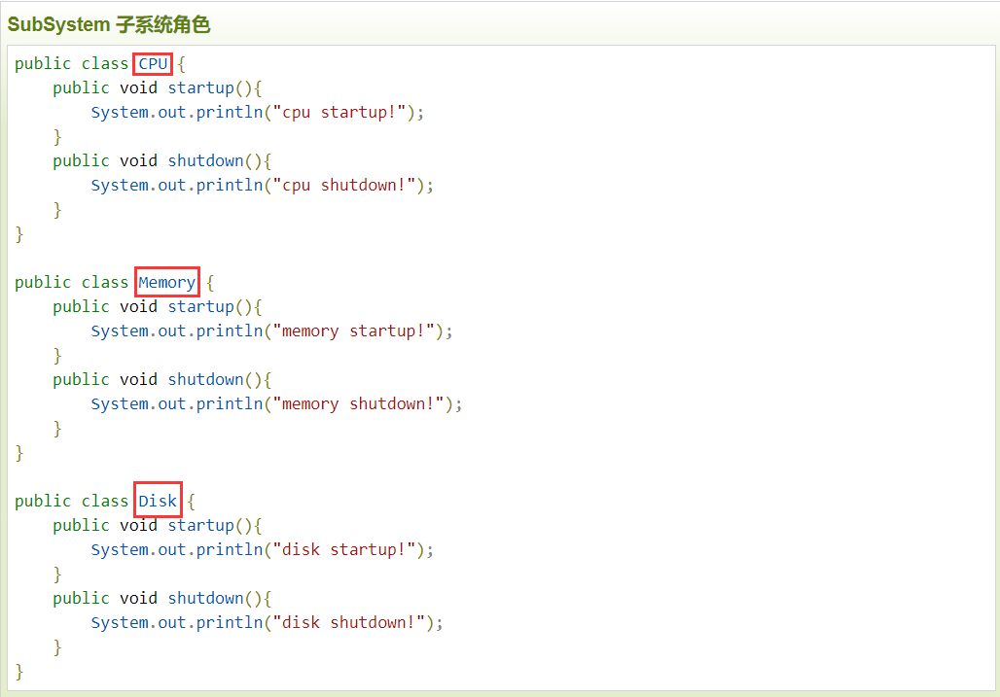 SubSystem 子系统角色
public class CPU {
    public void startup(){
        System.out.println("cpu startup!");
    }
    public void shutdown(){
        System.out.println("cpu shutdown!");
    }
}

public class Memory {
    public void startup(){
        System.out.println("memory startup!");
    }
    public void shutdown(){
        System.out.println("memory shutdown!");
    }
}

public class Disk {
    public void startup(){
        System.out.println("disk startup!");
    }
    public void shutdown(){
        System.out.println("disk shutdown!");
    }
}